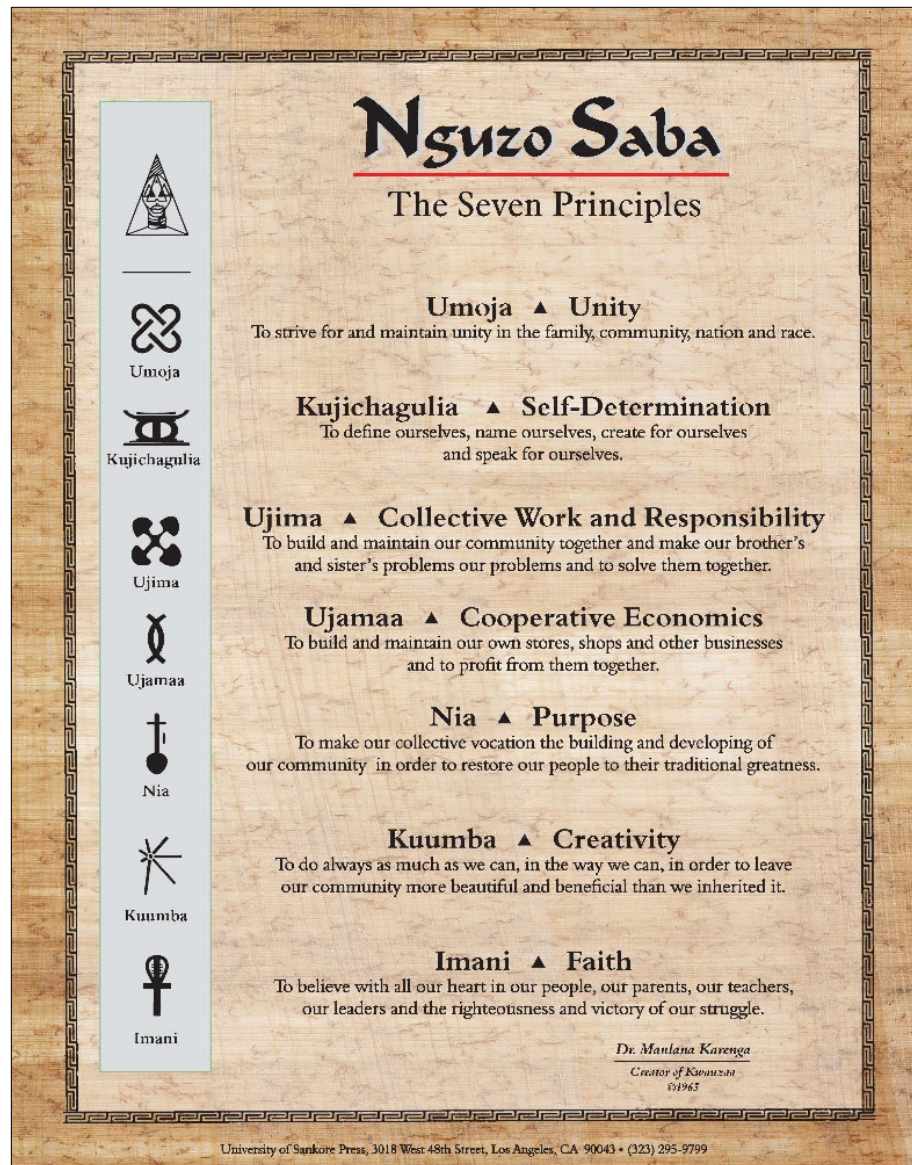 Nguzo Saba
The Seven Principles
Umoja
Kujichagulia
Ujima
Ujamaa
Nia
Kuumba
Imani
Umoja ▲ Unity
To strive for and maintain unity in the family, community, nation and race.
Kujichagulia ▲ Self-Determination
To define ourselves, name ourselves, create for ourselves
and speak for ourselves.
Ujima ▲ Collective Work and Responsibility
To build and maintain our community together and make our brother's
and sister's problems our problems and to solve them together.
Ujamaa ▲ Cooperative Economics
To build and maintain our own stores, shops and other businesses
and to profit from them together.
Nia ▲ Purpose
To make our collective vocation the building and developing of
our community in order to restore our people to their traditional greatness.
Kuumba ▲ Creativity
To do always as much as we can, in the way we can, in order to leave
our community more beautiful and beneficial than we inherited it.
Imani ▲ Faith
To believe with all our heart in our people, our parents, our teachers,
our leaders and the righteousness and victory of our struggle.
Dr. Maulana Karenga
Creator of Kwanzaa
©1965
University of Sankore Press, 3018 West 48th Street, Los Angeles, CA 90043 • (323) 295-9799